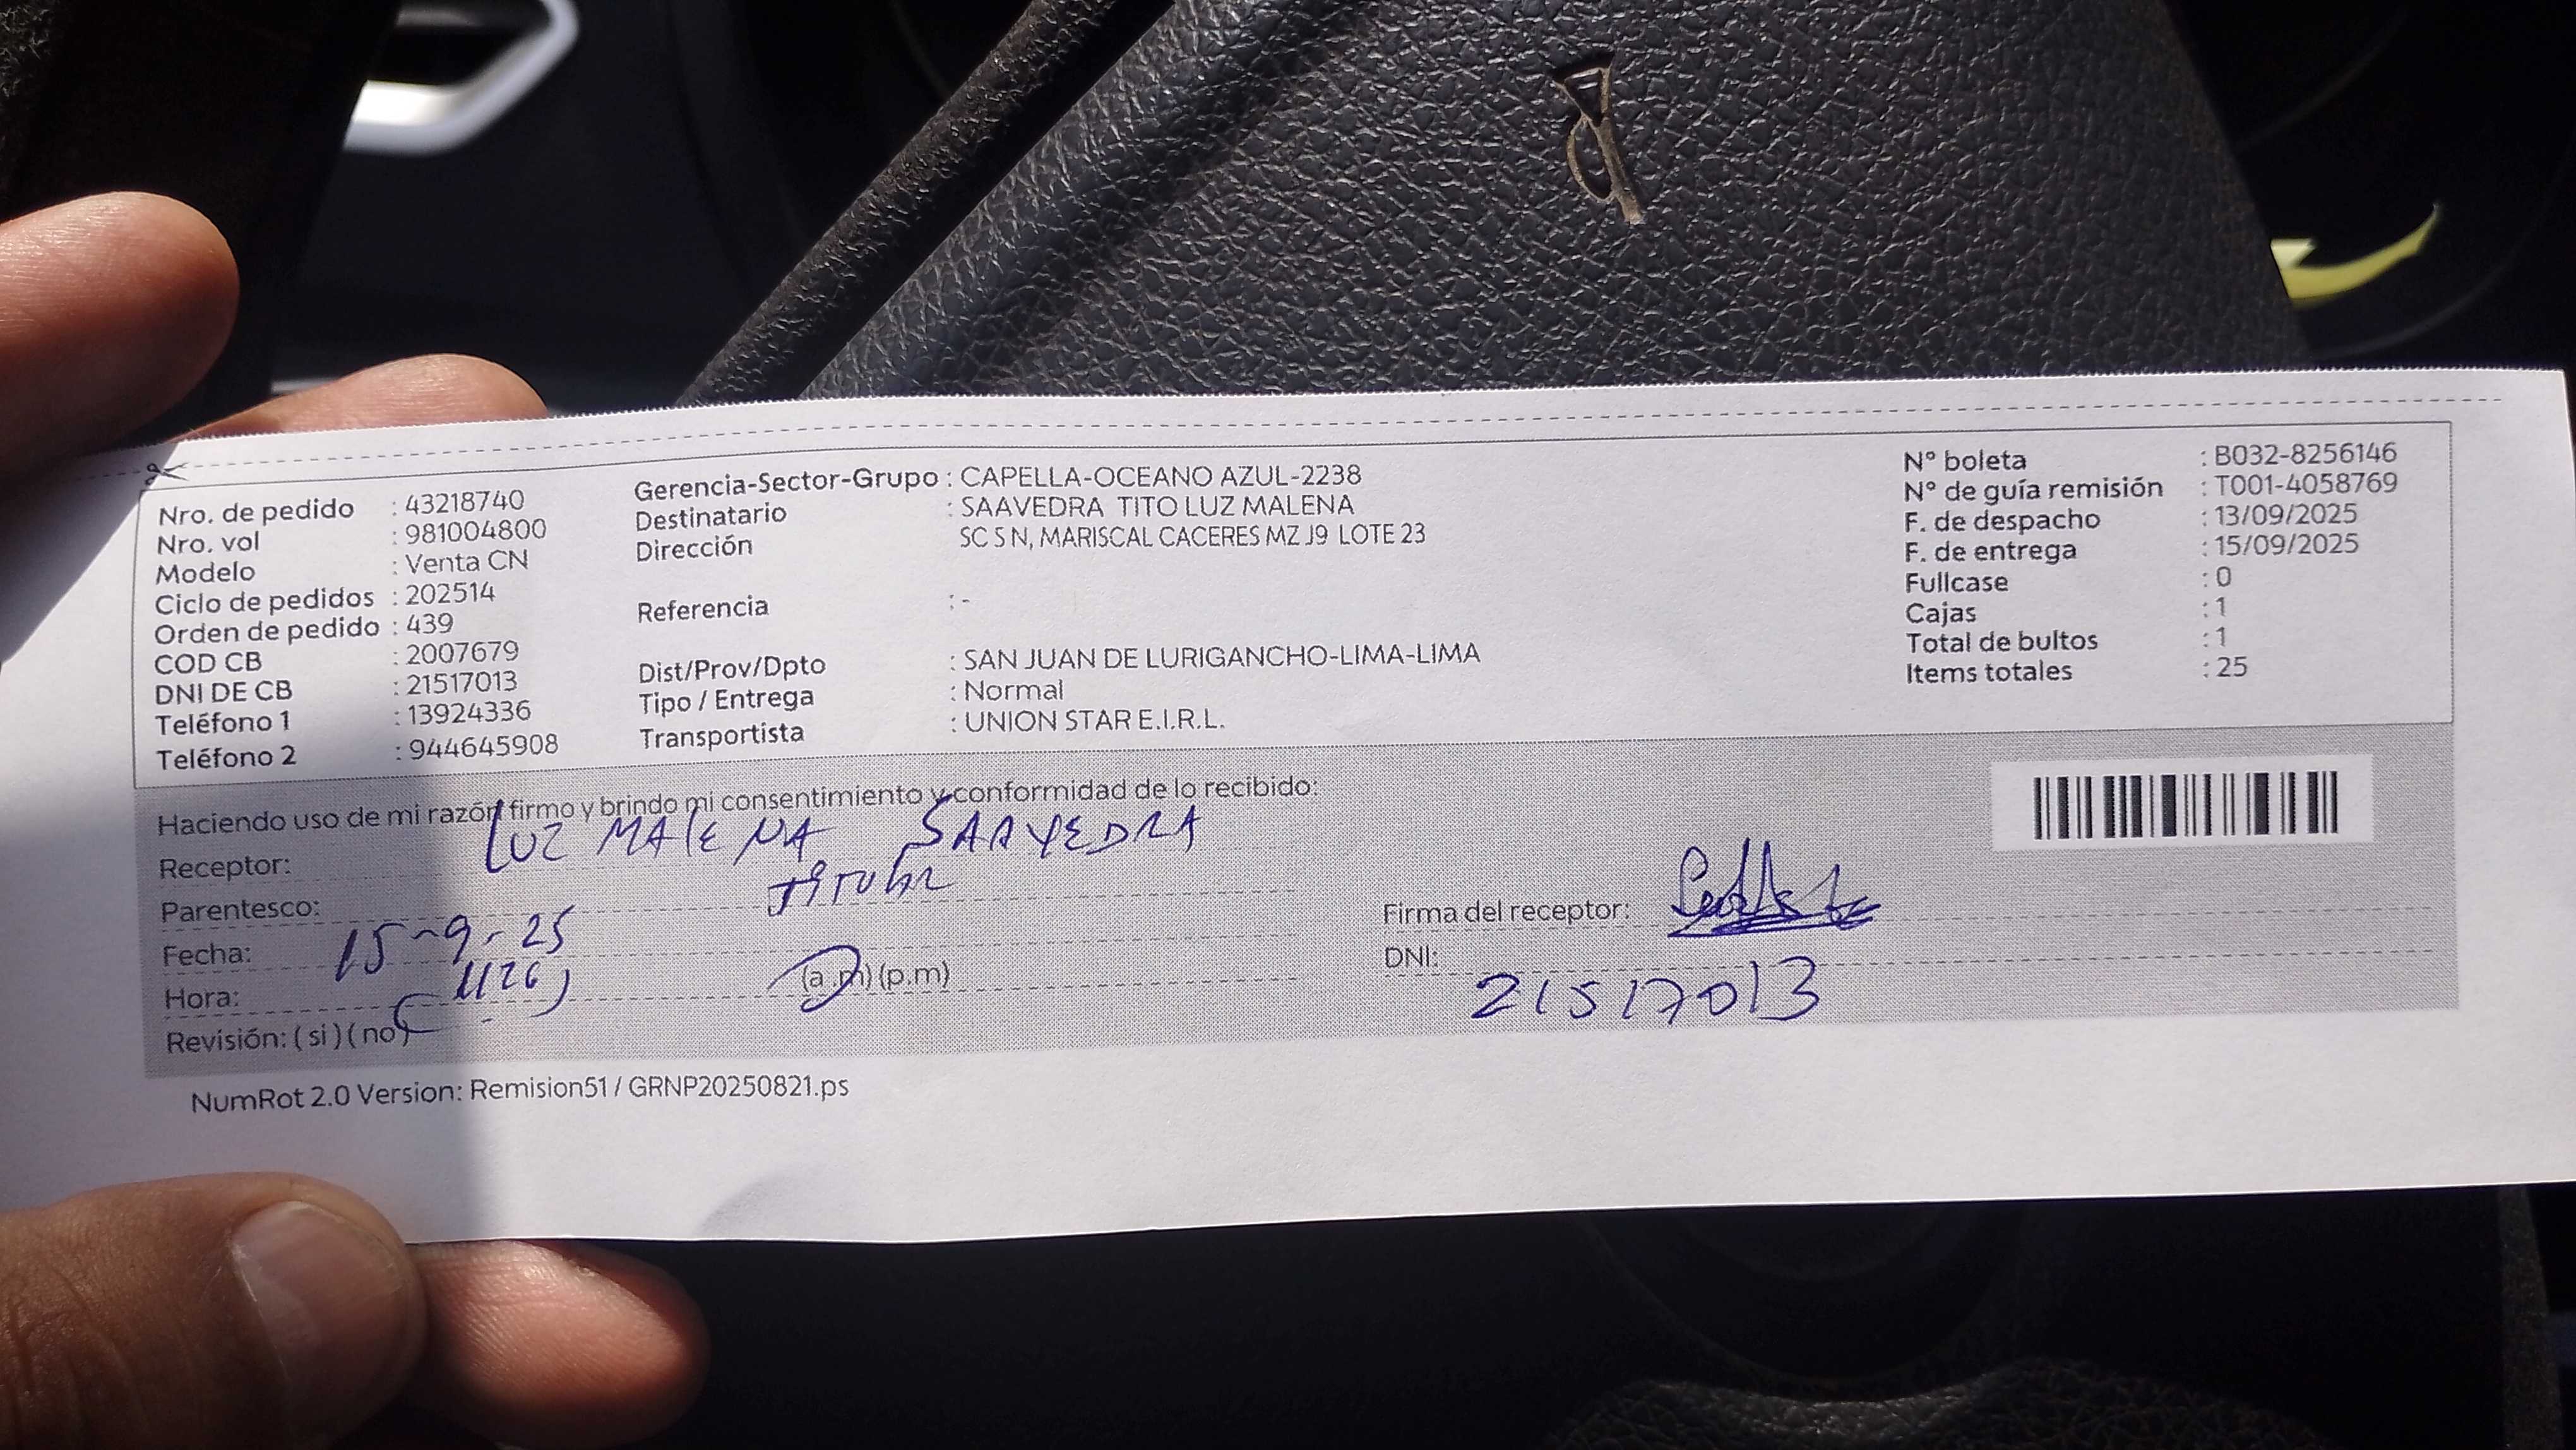 Nro. de pedido : 43218740
Nro. vol : 981004800
Modelo : Venta CN
Ciclo de pedidos : 202514
Orden de pedido : 439
COD CB : 2007679
DNI DE CB : 21517013
Teléfono 1 : 13924336
Teléfono 2 : 944645908
Gerencia-Sector-Grupo : CAPELLA-OCEANO AZUL-2238
Destinatario : SAAVEDRA TITO LUZ MALENA
Dirección SC S N, MARISCAL CACERES MZ J9 LOTE 23
Referencia : -
Dist/Prov/Dpto : SAN JUAN DE LURIGANCHO-LIMA-LIMA
Tipo / Entrega : Normal
Transportista : UNION STAR E.I.R.L.
N° boleta : B032-8256146
N° de guía remisión : T001-4058769
F. de despacho : 13/09/2025
F. de entrega : 15/09/2025
Fullcase : 0
Cajas : 1
Total de bultos : 1
Items totales : 25
Haciendo uso de mi razón firmo y brindo mi consentimiento y conformidad de lo recibido:
Receptor: LUZ MALENA SAAVEDRA
Parentesco:
Fecha: 15-9-25
Hora: 1126 (a.m) (p.m)
Revisión: ( si ) ( no )
Firma del receptor:
DNI: 21517013
NumRot 2.0 Version: Remision51 / GRNP20250821.ps